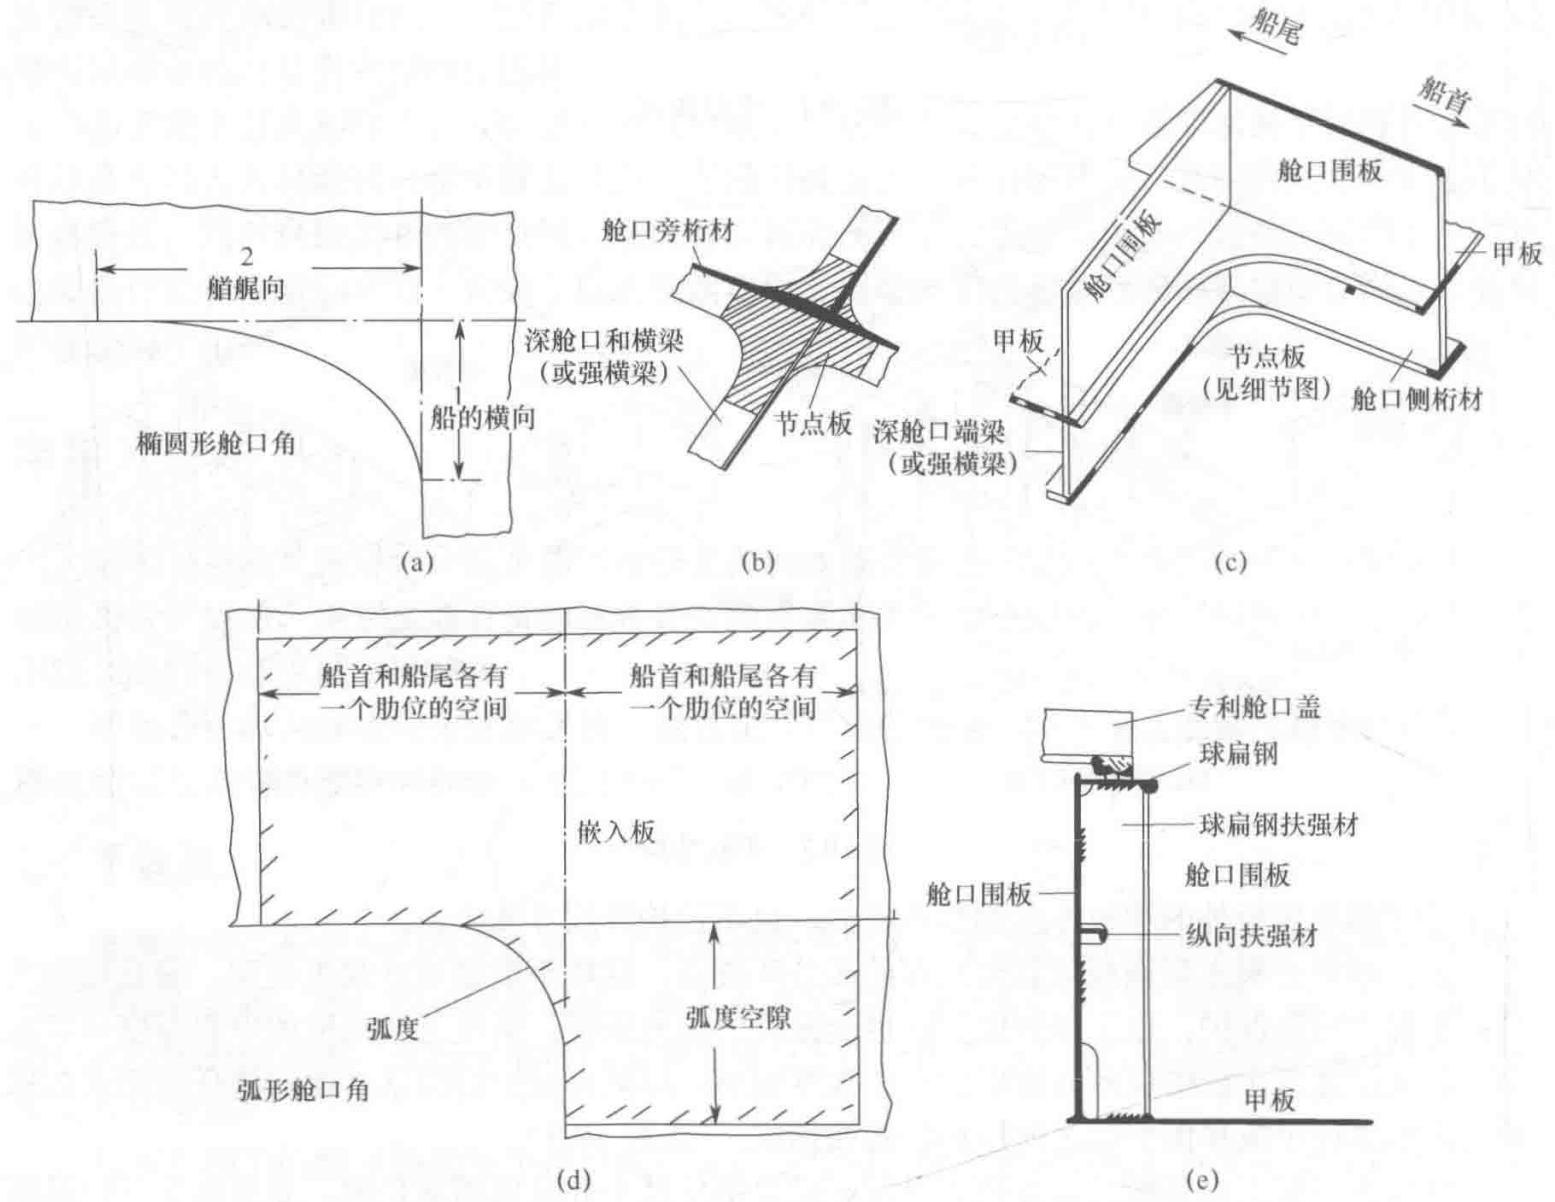 2
艏艉向
船的横向
椭圆形舱口角
(a)
舱口旁桁材
深舱口和横梁
(或强横梁)
节点板
(b)
船尾
船首
舱口围板
舱口围板
甲板
甲板
节点板
(见细节图)
舱口侧桁材
深舱口端梁
(或强横梁)
(c)
船首和船尾各有
一个肋位的空间
船首和船尾各有
一个肋位的空间
嵌入板
弧度
弧度空隙
弧形舱口角
(d)
专利舱口盖
球扁钢
球扁钢扶强材
舱口围板
舱口围板
纵向扶强材
甲板
(e)